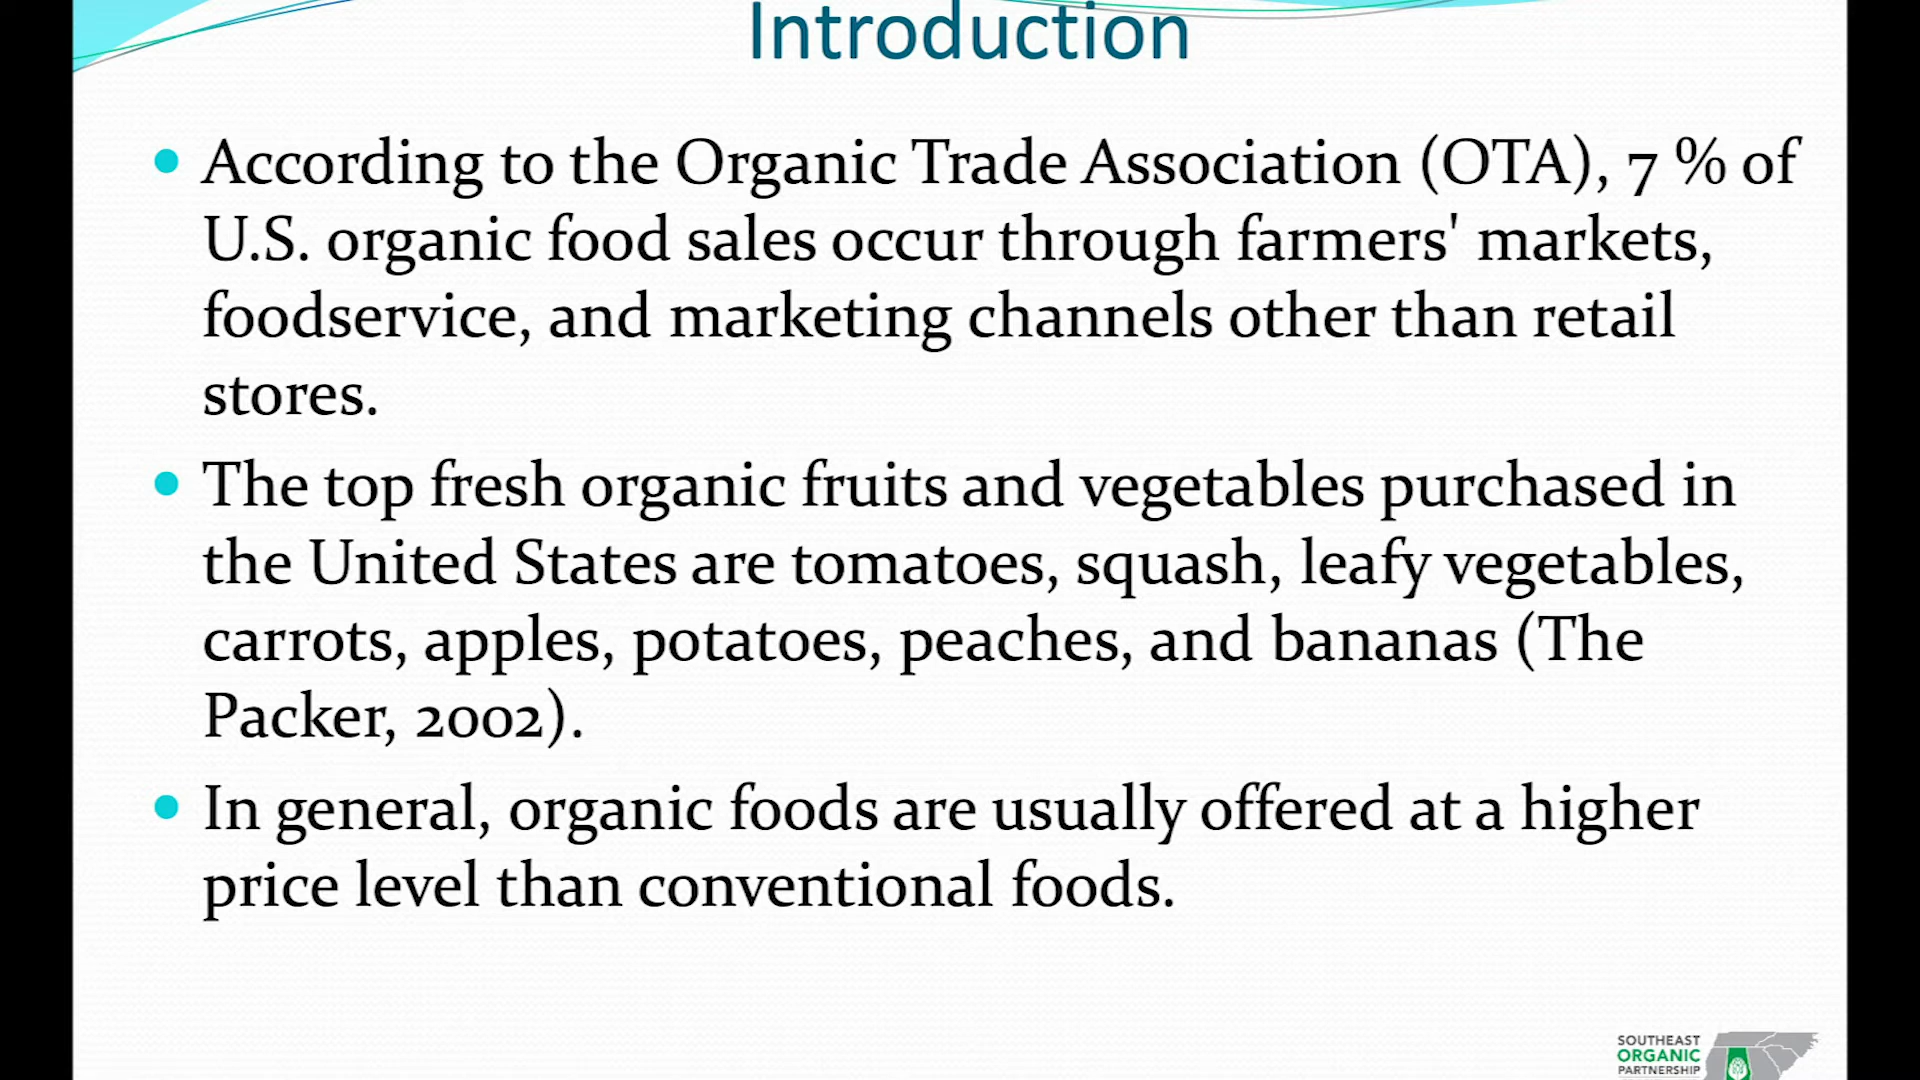 Introduction
• According to the Organic Trade Association (OTA), 7 % of
U.S. organic food sales occur through farmers' markets,
foodservice, and marketing channels other than retail
stores.
• The top fresh organic fruits and vegetables purchased in
the United States are tomatoes, squash, leafy vegetables,
carrots, apples, potatoes, peaches, and bananas (The
Packer, 2002).
• In general, organic foods are usually offered at a higher
price level than conventional foods.
SOUTHEAST
ORGANIC
PARTNERSHIP